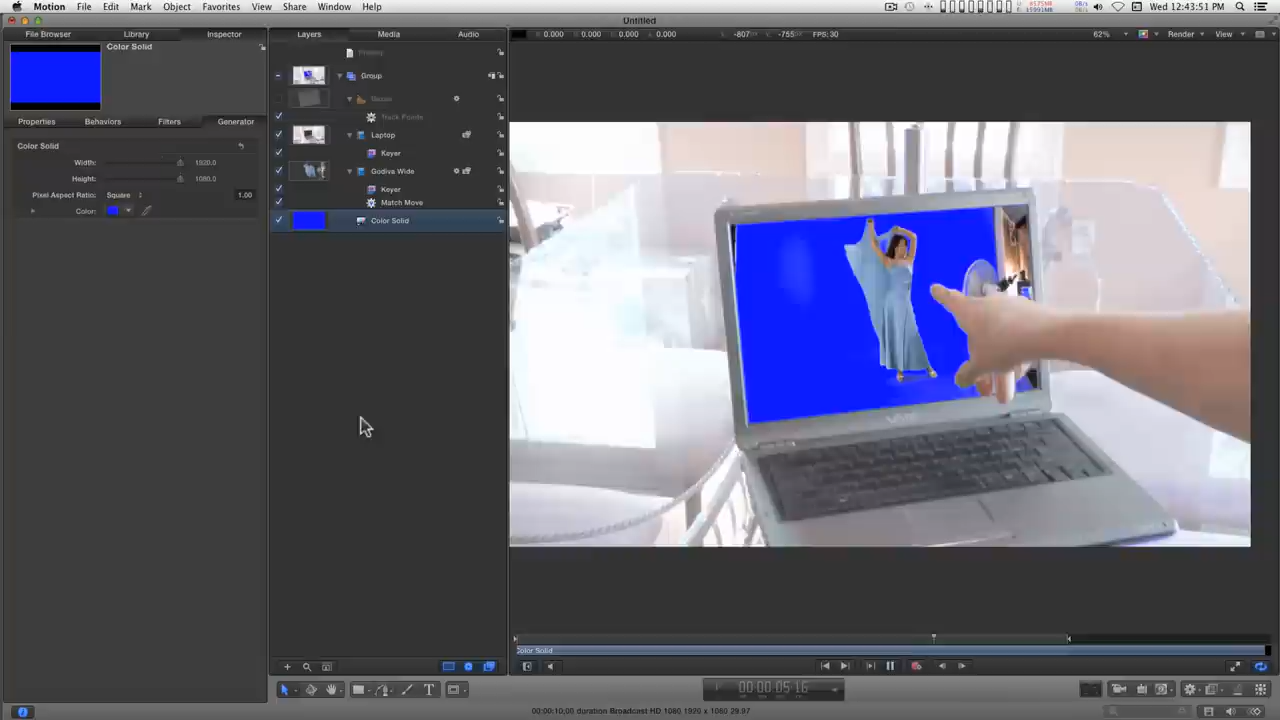 Motion File Edit Mark Object Favorites View Share Window Help
Wed 12:43:51 PM
Untitled
File Browser Library Inspector
Layers Media Audio
R: 0.000 G: 0.000 B: 0.000 A: 0.000 X: -807 Y: -755 FPS:30
62% Render View
Color Solid
Group
Bezier
Track Points
Laptop
Keyer
Godiva Wide
Keyer
Match Move
Color Solid
Properties Behaviors Filters Generator
Color Solid
Width: 1920.0
Height: 1080.0
Pixel Aspect Ratio: Square 1.00
Color:
VAIO
Color Solid
T
00:00:05:16
00:00:10;00 duration Broadcast HD 1080 1920 x 1080 29.97